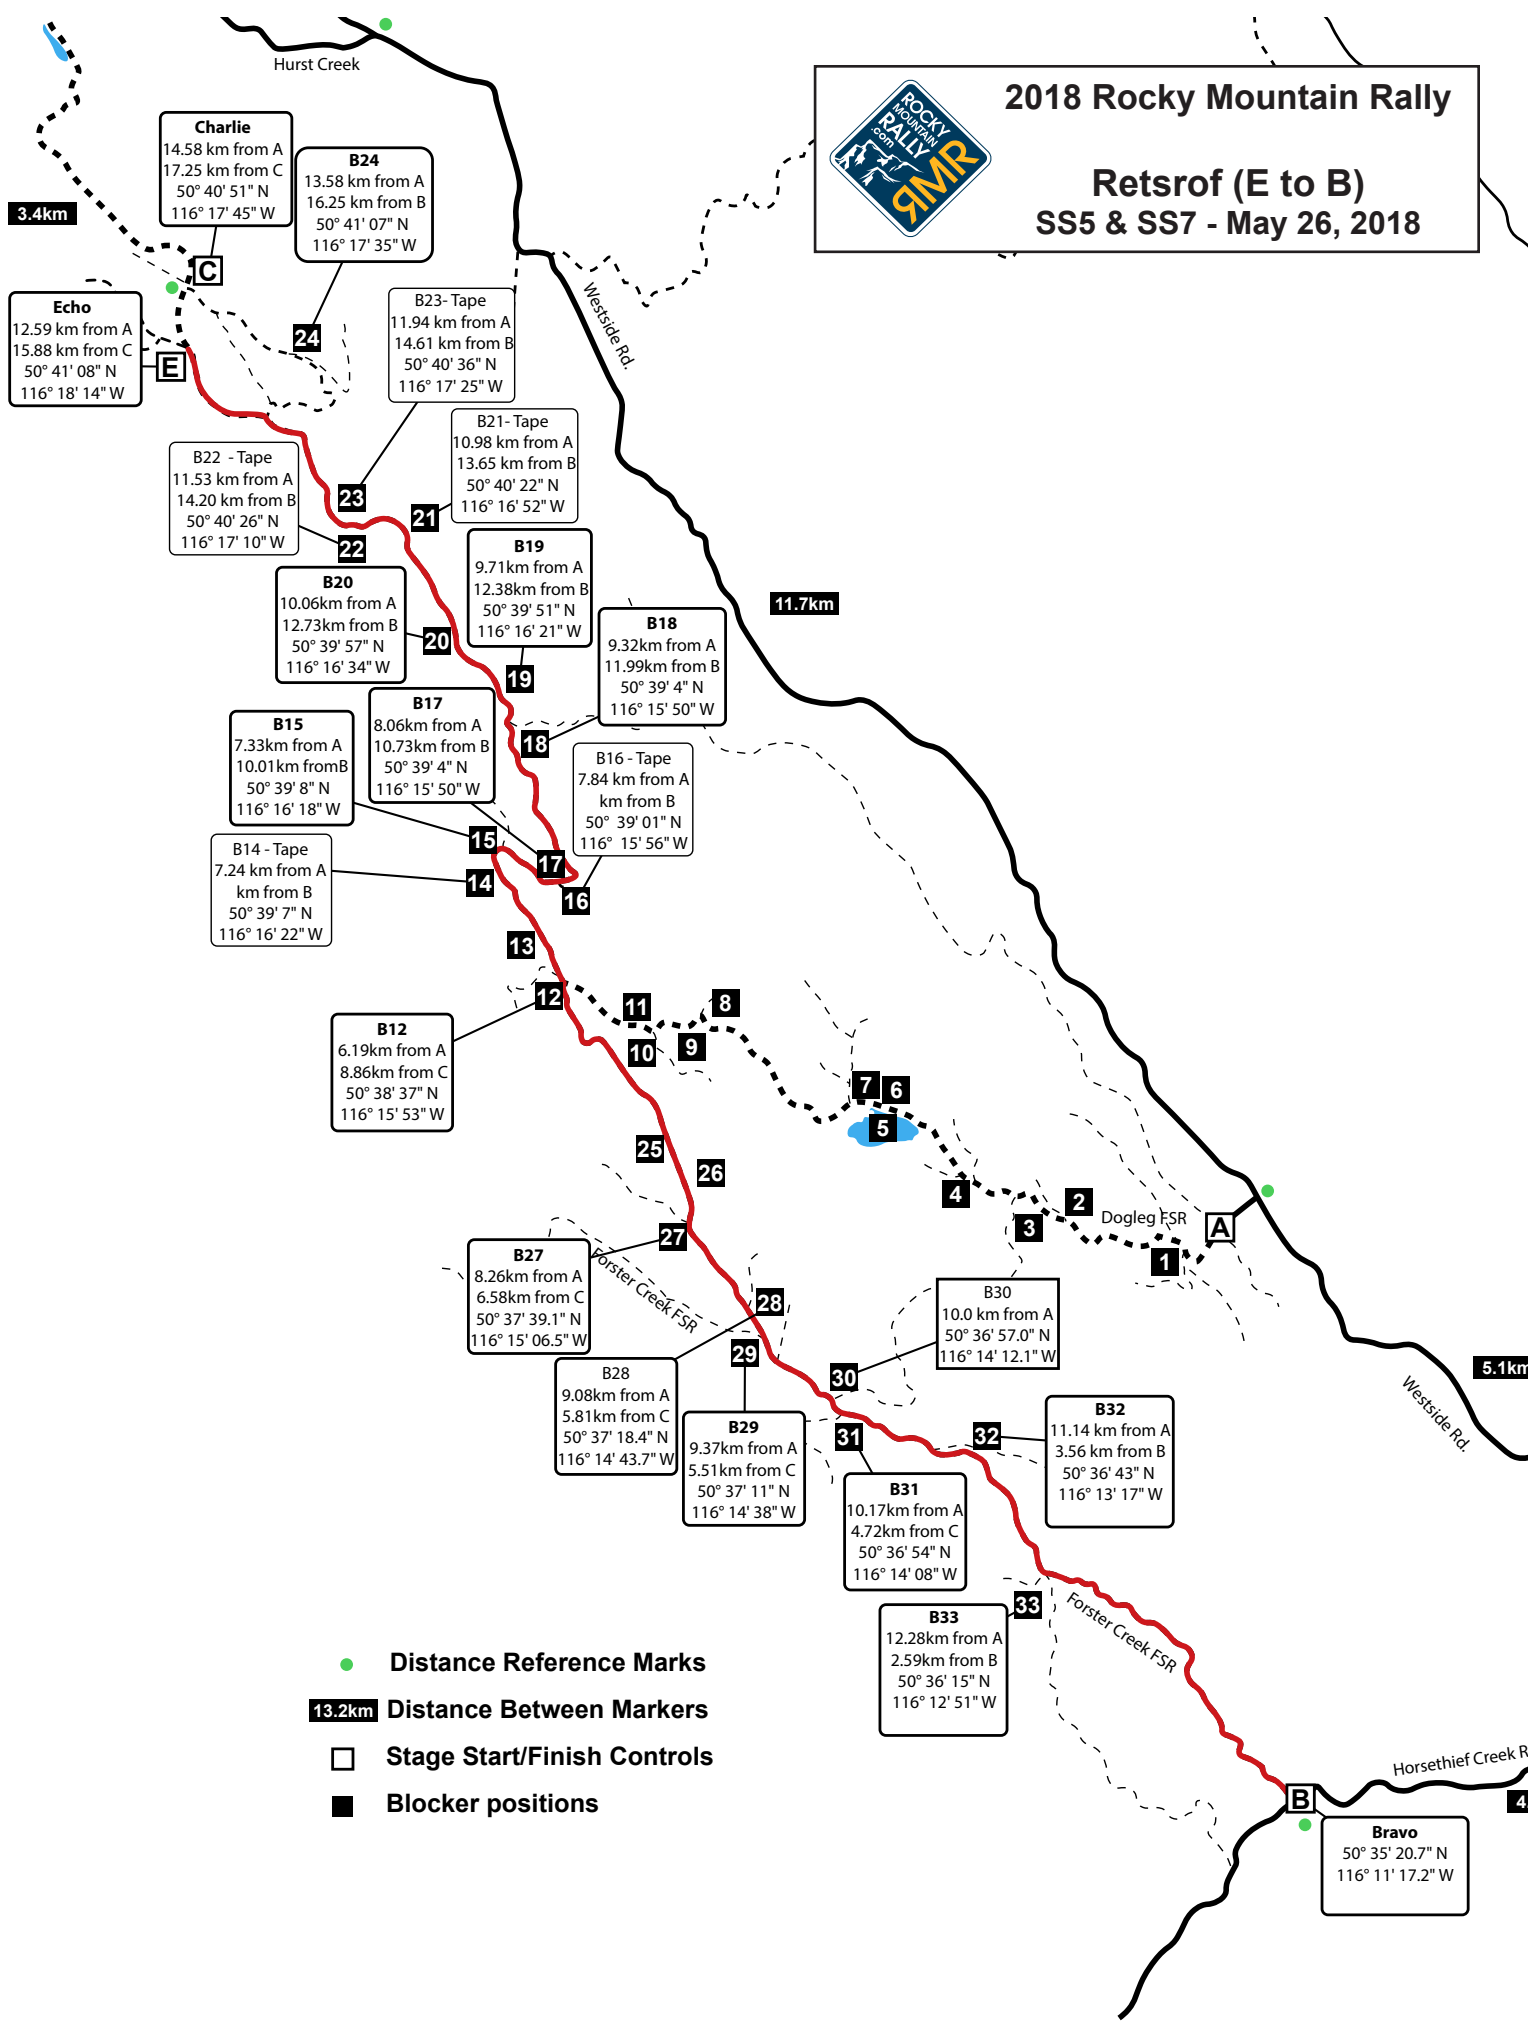 Hurst Creek
2018 Rocky Mountain Rally
Retsrof (E to B)
SS5 & SS7 - May 26, 2018
ROCKY
MOUNTAIN
RALLY
.com
RMR
Charlie
14.58 km from A
17.25 km from C
50° 40' 51" N
116° 17' 45" W
B24
13.58 km from A
16.25 km from B
50° 41' 07" N
116° 17' 35" W
3.4km
C
Echo
12.59 km from A
15.88 km from C
50° 41' 08" N
116° 18' 14" W
E
24
B23- Tape
11.94 km from A
14.61 km from B
50° 40' 36" N
116° 17' 25" W
Westside Rd.
B22 - Tape
11.53 km from A
14.20 km from B
50° 40' 26" N
116° 17' 10" W
B21- Tape
10.98 km from A
13.65 km from B
50° 40' 22" N
116° 16' 52" W
23
21
22
B20
10.06km from A
12.73km from B
50° 39' 57" N
116° 16' 34" W
B19
9.71km from A
12.38km from B
50° 39' 51" N
116° 16' 21" W
11.7km
B18
9.32km from A
11.99km from B
50° 39' 4" N
116° 15' 50" W
20
19
B17
8.06km from A
10.73km from B
50° 39' 4" N
116° 15' 50" W
B15
7.33km from A
10.01km fromB
50° 39' 8" N
116° 16' 18" W
18
B16 - Tape
7.84 km from A
km from B
50° 39' 01" N
116° 15' 56" W
B14 - Tape
7.24 km from A
km from B
50° 39' 7" N
116° 16' 22" W
15
17
14
16
13
12
11
8
10
9
B12
6.19km from A
8.86km from C
50° 38' 37" N
116° 15' 53" W
7
6
5
25
26
4
2
3
Dogleg FSR
A
1
27
B27
8.26km from A
6.58km from C
50° 37' 39.1" N
116° 15' 06.5" W
Forster Creek FSR
28
B30
10.0 km from A
50° 36' 57.0" N
116° 14' 12.1" W
29
30
B28
9.08km from A
5.81km from C
50° 37' 18.4" N
116° 14' 43.7" W
5.1km
Westside Rd.
B29
9.37km from A
5.51km from C
50° 37' 11" N
116° 14' 38" W
31
32
B32
11.14 km from A
3.56 km from B
50° 36' 43" N
116° 13' 17" W
B31
10.17km from A
4.72km from C
50° 36' 54" N
116° 14' 08" W
33
B33
12.28km from A
2.59km from B
50° 36' 15" N
116° 12' 51" W
Forster Creek FSR
Distance Reference Marks
13.2km Distance Between Markers
Stage Start/Finish Controls
Blocker positions
Horsethief Creek R
4.
B
Bravo
50° 35' 20.7" N
116° 11' 17.2" W